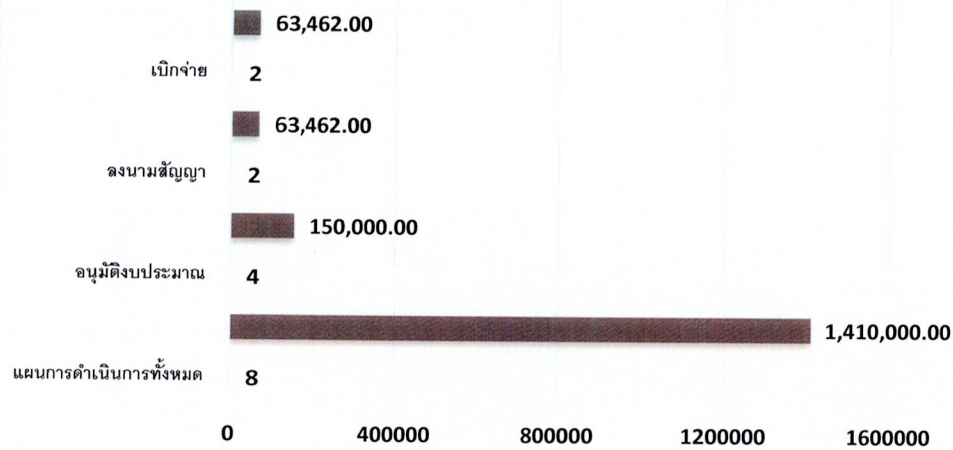 63,462.00
เบิกจ่าย 2
63,462.00
ลงนามสัญญา 2
150,000.00
อนุมัติงบประมาณ 4
1,410,000.00
แผนการดำเนินการทั้งหมด 8
0 400000 800000 1200000 1600000